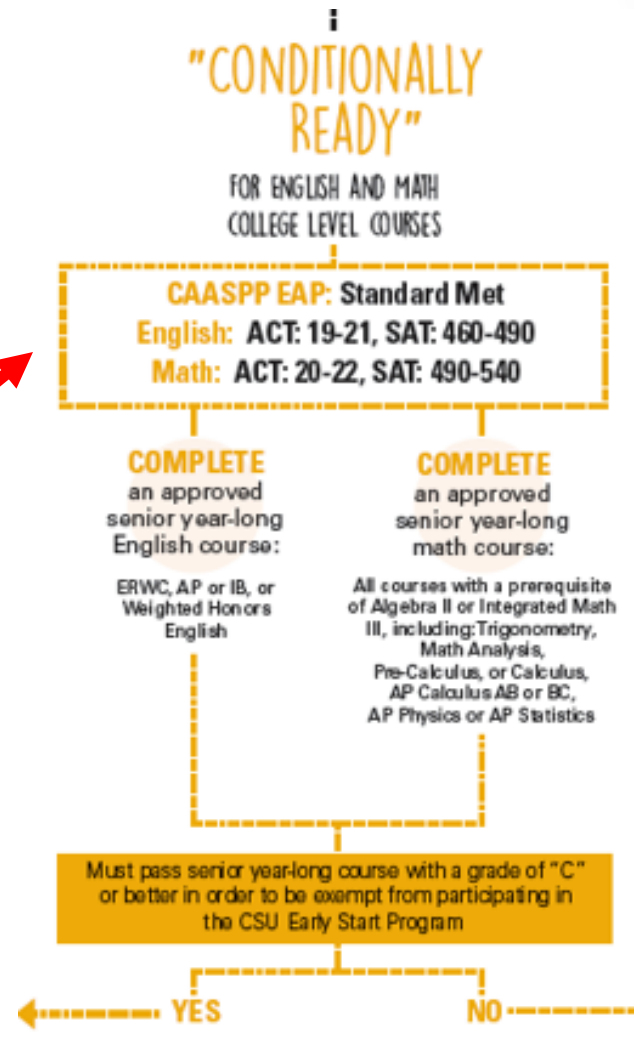 "CONDITIONALLY
READY"
FOR ENGLISH AND MATH
COLLEGE LEVEL COURSES
CAASPP EAP: Standard Met
English: ACT: 19-21, SAT: 460-490
Math: ACT: 20-22, SAT: 490-540
COMPLETE
an approved
senior year-long
English course:
ERWC, AP or IB, or
Weighted Honors
English
COMPLETE
an approved
senior year-long
math course:
All courses with a prerequisite
of Algebra II or Integrated Math
III, including:Trigonometry,
Math Analysis,
Pre-Calculus, or Calculus,
AP Calculus AB or BC,
AP Physics or AP Statistics
Must pass senior year-long course with a grade of "C"
or better in order to be exempt from participating in
the CSU Early Start Program
YES
NO